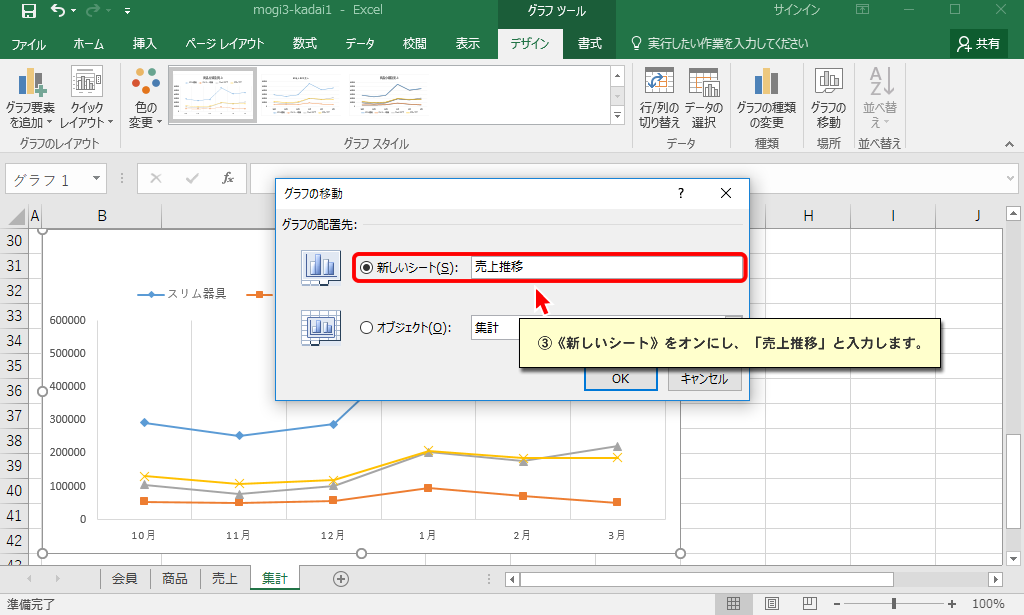 mogi3-kadai1 - Excel
グラフ ツール
サインイン
ファイル
ホーム
挿入
ページ レイアウト
数式
データ
校閲
表示
デザイン
書式
実行したい作業を入力してください
共有
グラフ要素
を追加
クイック
レイアウト
色の
変更
行/列の
切り替え
データの
選択
グラフの種類
の変更
グラフの
移動
並べ替
え
グラフのレイアウト
グラフ スタイル
データ
種類
場所
並べ替え
グラフ 1
fx
グラフの移動
?
グラフの配置先:
新しいシート(S):
売上推移
オブジェクト(O):
集計
③《新しいシート》をオンにし、「売上推移」と入力します。
OK
キャンセル
A
B
H
I
J
30
31
32
33
34
35
36
37
38
39
40
41
42
43
スリム器具
600000
500000
400000
300000
200000
100000
0
10月
11月
12月
1月
2月
3月
会員
商品
売上
集計
準備完了
100%